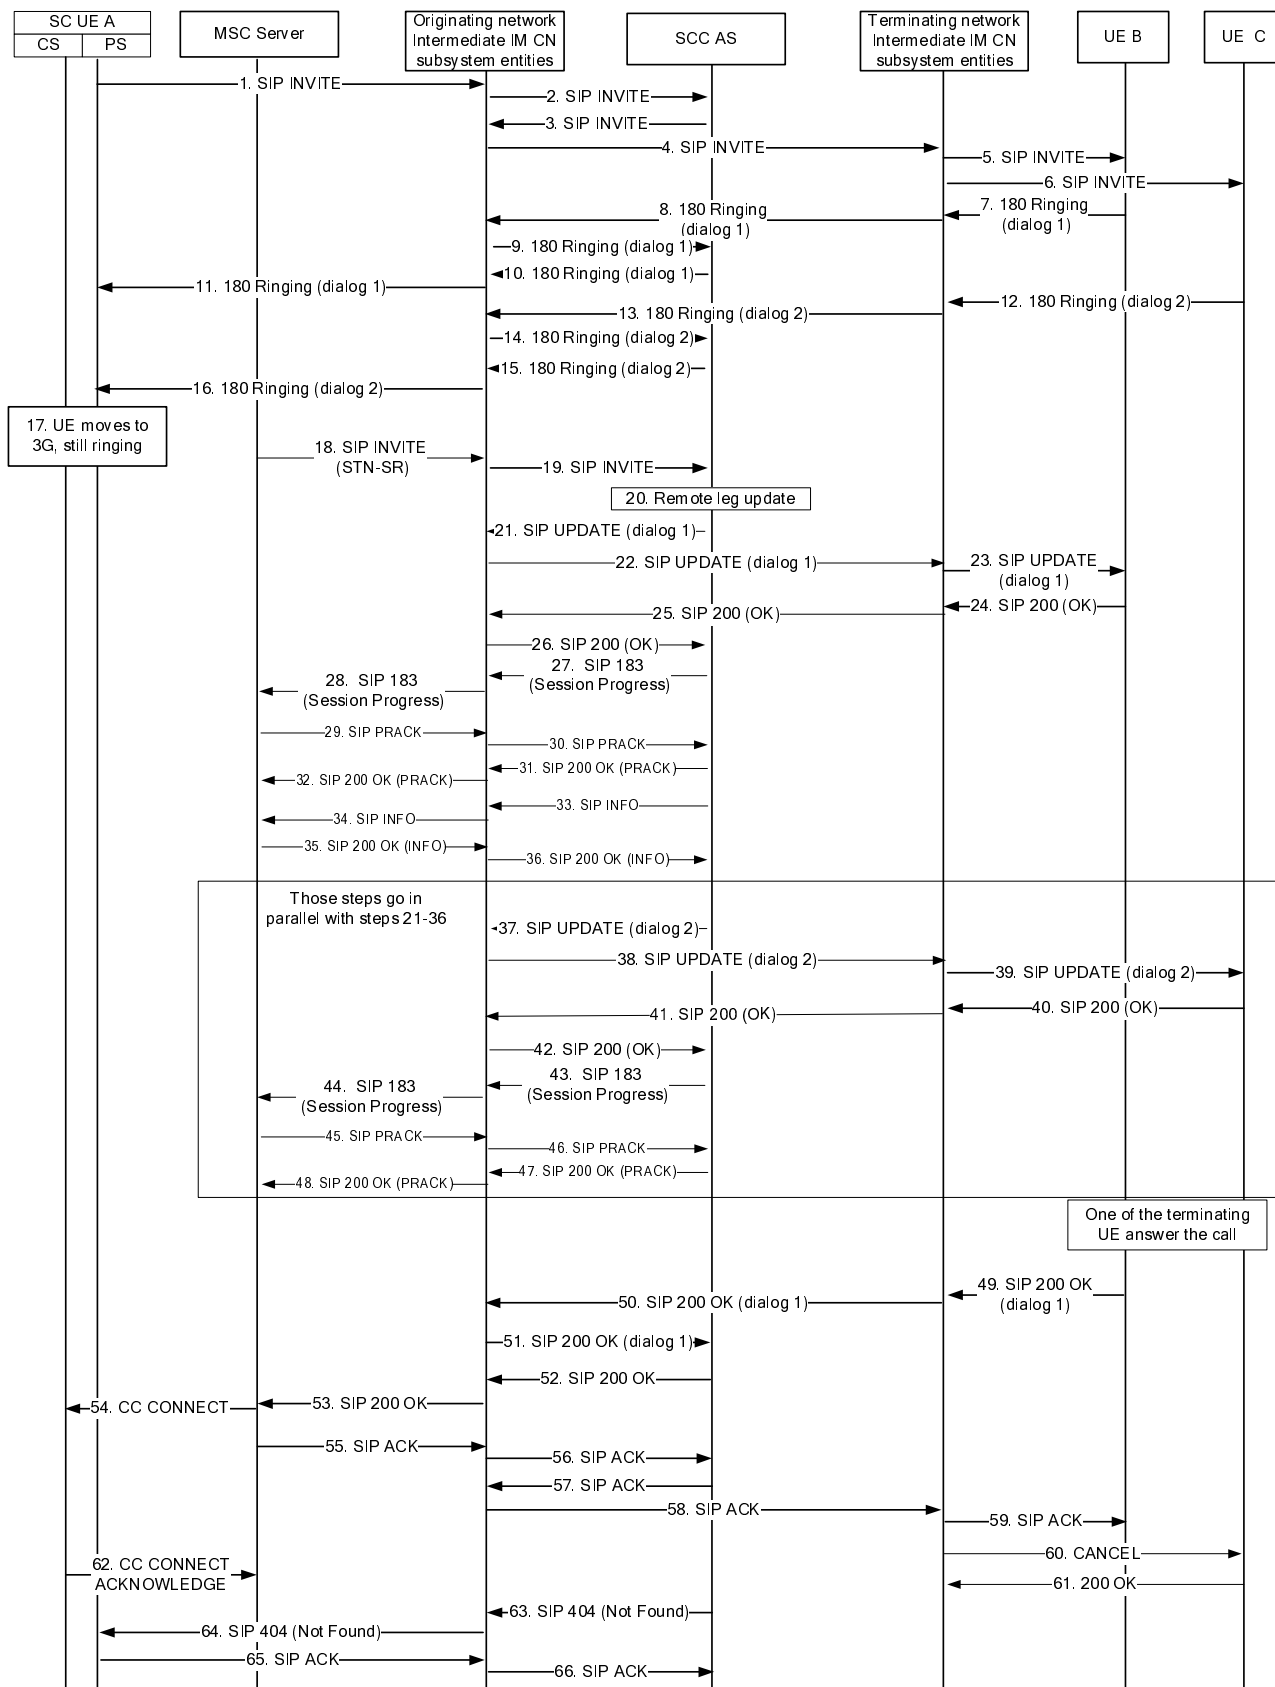 SC UE A
CS
PS
MSC Server
Originating network
Intermediate IM CN
subsystem entities
SCC AS
Terminating network
Intermediate IM CN
subsystem entities
UE B
UE C
1. SIP INVITE
2. SIP INVITE
3. SIP INVITE
4. SIP INVITE
5. SIP INVITE
6. SIP INVITE
7. 180 Ringing
(dialog 1)
8. 180 Ringing
(dialog 1)
9. 180 Ringing (dialog 1)
10. 180 Ringing (dialog 1)
11. 180 Ringing (dialog 1)
12. 180 Ringing (dialog 2)
13. 180 Ringing (dialog 2)
14. 180 Ringing (dialog 2)
15. 180 Ringing (dialog 2)
16. 180 Ringing (dialog 2)
17. UE moves to
3G, still ringing
18. SIP INVITE
(STN-SR)
19. SIP INVITE
20. Remote leg update
21. SIP UPDATE (dialog 1)
22. SIP UPDATE (dialog 1)
23. SIP UPDATE
(dialog 1)
24. SIP 200 (OK)
25. SIP 200 (OK)
26. SIP 200 (OK)
27. SIP 183
(Session Progress)
28. SIP 183
(Session Progress)
29. SIP PRACK
30. SIP PRACK
31. SIP 200 OK (PRACK)
32. SIP 200 OK (PRACK)
33. SIP INFO
34. SIP INFO
35. SIP 200 OK (INFO)
36. SIP 200 OK (INFO)
Those steps go in
parallel with steps 21-36
37. SIP UPDATE (dialog 2)
38. SIP UPDATE (dialog 2)
39. SIP UPDATE (dialog 2)
40. SIP 200 (OK)
41. SIP 200 (OK)
42. SIP 200 (OK)
43. SIP 183
(Session Progress)
44. SIP 183
(Session Progress)
45. SIP PRACK
46. SIP PRACK
47. SIP 200 OK (PRACK)
48. SIP 200 OK (PRACK)
One of the terminating
UE answer the call
49. SIP 200 OK
(dialog 1)
50. SIP 200 OK (dialog 1)
51. SIP 200 OK (dialog 1)
52. SIP 200 OK
53. SIP 200 OK
54. CC CONNECT
55. SIP ACK
56. SIP ACK
57. SIP ACK
58. SIP ACK
59. SIP ACK
60. CANCEL
61. 200 OK
62. CC CONNECT
ACKNOWLEDGE
63. SIP 404 (Not Found)
64. SIP 404 (Not Found)
65. SIP ACK
66. SIP ACK